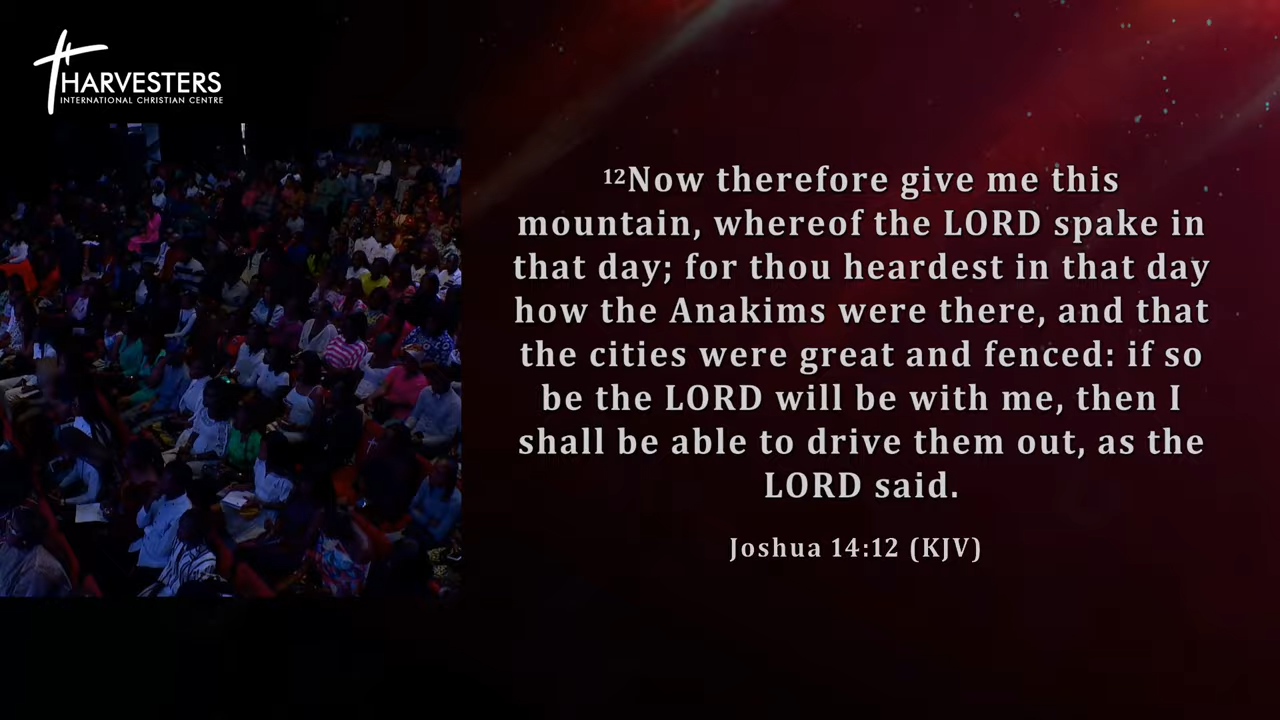 HARVESTERS
INTERNATIONAL CHRISTIAN CENTRE
12Now therefore give me this
mountain, whereof the LORD spake in
that day; for thou heardest in that day
how the Anakims were there, and that
the cities were great and fenced: if so
be the LORD will be with me, then I
shall be able to drive them out, as the
LORD said.
Joshua 14:12 (KJV)